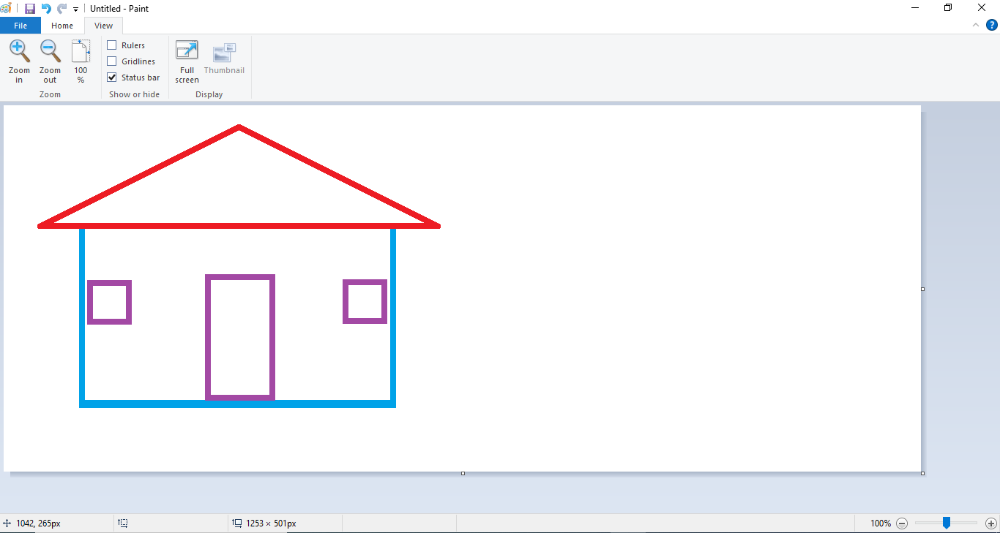 Untitled - Paint
File Home View
Zoom in
Zoom out
100 %
Rulers
Gridlines
Status bar
Full screen
Thumbnail
Zoom
Show or hide
Display
1042, 265px
1253 × 501px
100%